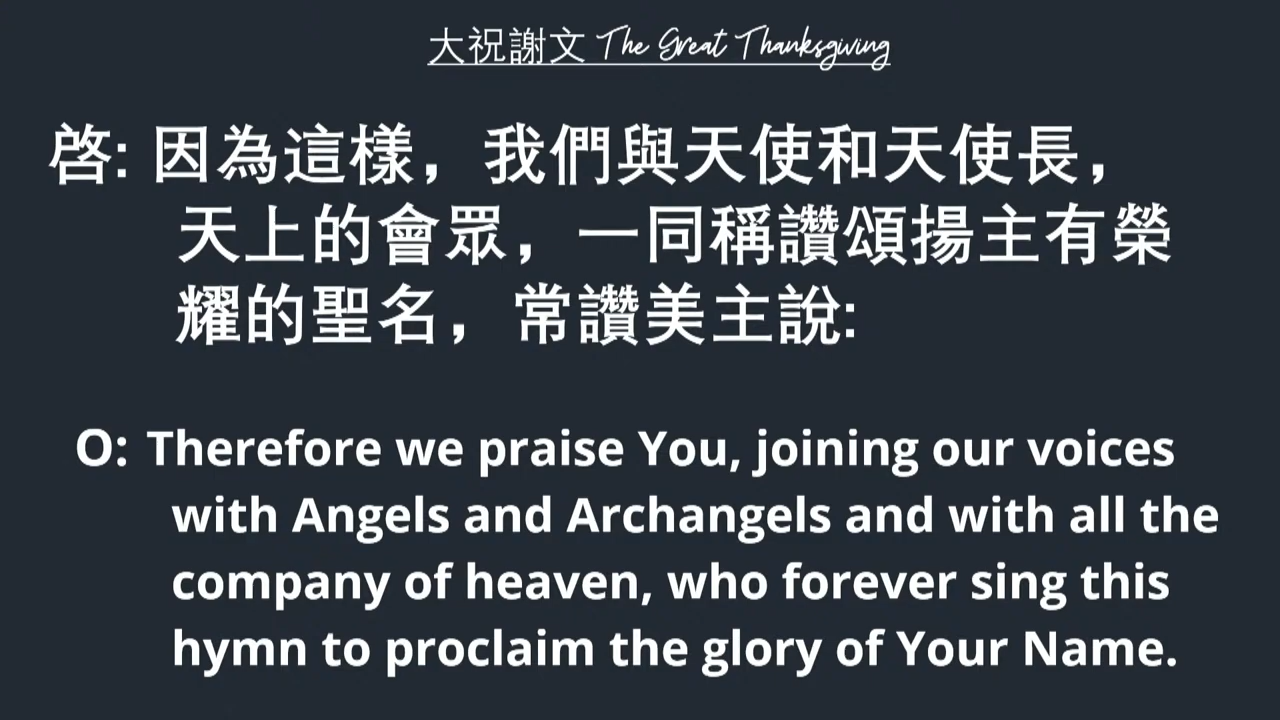 大祝謝文 The Great Thanksgiving
啓: 因為這樣，我們與天使和天使長，
天上的會眾，一同稱讚頌揚主有榮
耀的聖名，常讚美主說:
O: Therefore we praise You, joining our voices
with Angels and Archangels and with all the
company of heaven, who forever sing this
hymn to proclaim the glory of Your Name.